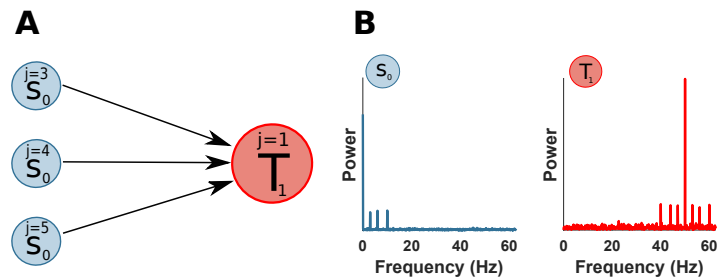 A
j=3
S0
j=4
S0
j=5
S0
j=1
T1
B
S0
Power
0 20 40 60
Frequency (Hz)
T1
Power
0 20 40 60
Frequency (Hz)